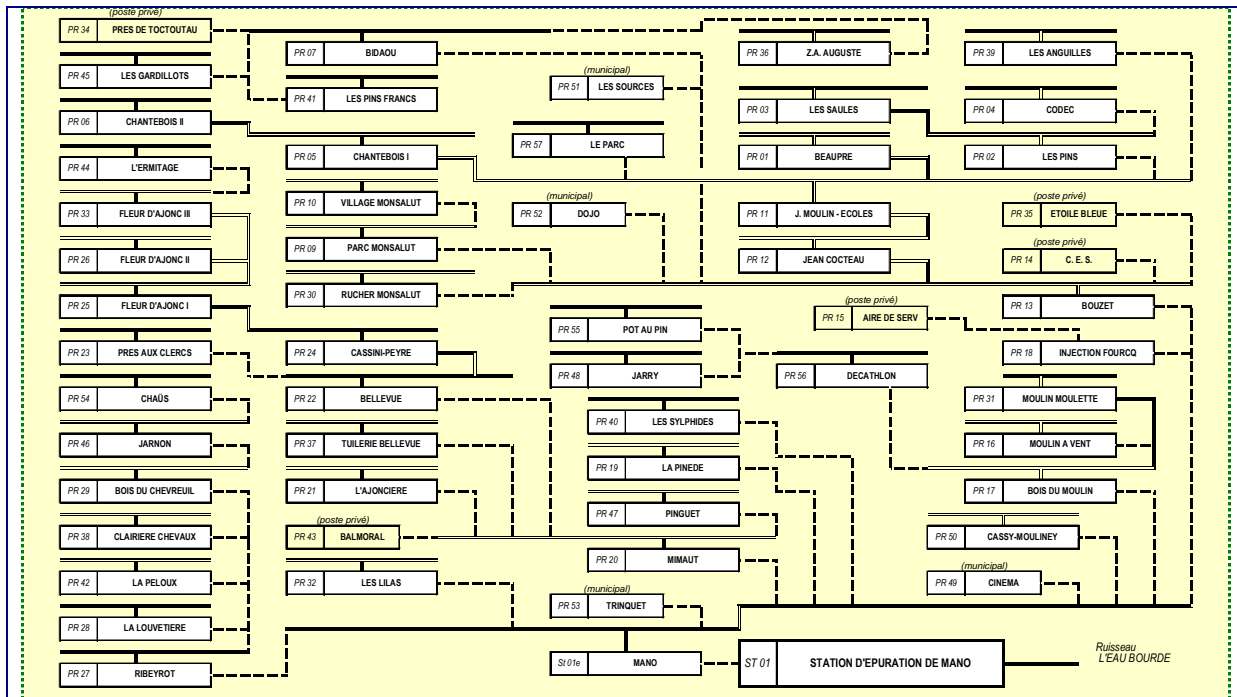 (poste privé)
PR 34 PRES DE TOCTOUTAU
PR 07 BIDAOU
PR 36 Z.A. AUGUSTE
PR 39 LES ANGUILLES
PR 45 LES GARDILLOTS
(municipal)
PR 51 LES SOURCES
PR 41 LES PINS FRANCS
PR 03 LES SAULES
PR 04 CODEC
PR 06 CHANTEBOIS II
PR 57 LE PARC
PR 05 CHANTEBOIS I
PR 01 BEAUPRE
PR 02 LES PINS
PR 44 L'ERMITAGE
PR 10 VILLAGE MONSALUT
(municipal)
PR 52 DOJO
(poste privé)
PR 35 ETOILE BLEUE
PR 33 FLEUR D'AJONC III
PR 11 J. MOULIN - ECOLES
PR 09 PARC MONSALUT
(poste privé)
PR 14 C. E. S.
PR 26 FLEUR D'AJONC II
PR 12 JEAN COCTEAU
PR 30 RUCHER MONSALUT
PR 25 FLEUR D'AJONC I
PR 13 BOUZET
(poste privé)
PR 15 AIRE DE SERV
PR 55 POT AU PIN
PR 23 PRES AUX CLERCS
PR 24 CASSINI-PEYRE
PR 18 INJECTION FOURCQ
PR 48 JARRY
PR 56 DECATHLON
PR 54 CHAÜS
PR 22 BELLEVUE
PR 31 MOULIN MOULETTE
PR 40 LES SYLPHIDES
PR 46 JARNON
PR 37 TUILERIE BELLEVUE
PR 16 MOULIN A VENT
PR 19 LA PINEDE
PR 29 BOIS DU CHEVREUIL
PR 21 L'AJONCIERE
PR 17 BOIS DU MOULIN
PR 47 PINGUET
(poste privé)
PR 38 CLAIRIERE CHEVAUX
PR 43 BALMORAL
PR 50 CASSY-MOULINEY
PR 20 MIMAUT
(municipal)
PR 42 LA PELOUX
PR 32 LES LILAS
PR 49 CINEMA
(municipal)
PR 53 TRINQUET
PR 28 LA LOUVETIERE
Ruisseau
L'EAU BOURDE
PR 27 RIBEYROT
St 01e MANO
ST 01 STATION D'EPURATION DE MANO